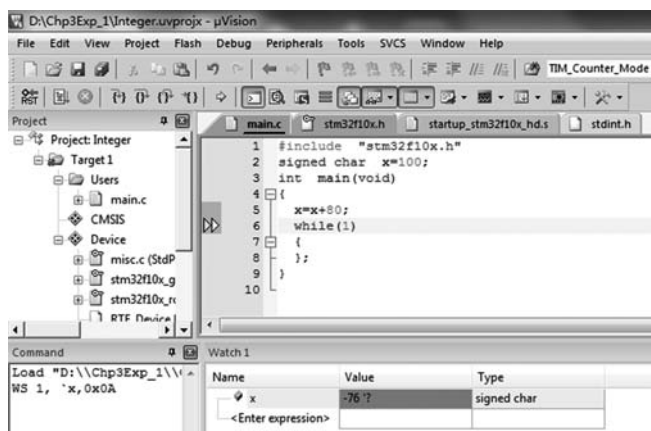 D:\Chp3Exp_1\Integer.uvprojx - µVision
File Edit View Project Flash Debug Peripherals Tools SVCS Window Help
TIM_Counter_Mode
RST
Project
main.c stm32f10x.h startup_stm32f10x_hd.s stdint.h
Project: Integer
Target 1
Users
main.c
CMSIS
Device
misc.c (StdP
stm32f10x_g
stm32f10x_rc
RTE_Device
1 #include "stm32f10x.h"
2 signed char x=100;
3 int main(void)
4 {
5 x=x+80;
6 while(1)
7 {
8 };
9 }
10
Command
Load "D:\\Chp3Exp_1\\
WS 1, `x,0x0A
Watch 1
Name Value Type
x -76 '? signed char
<Enter expression>